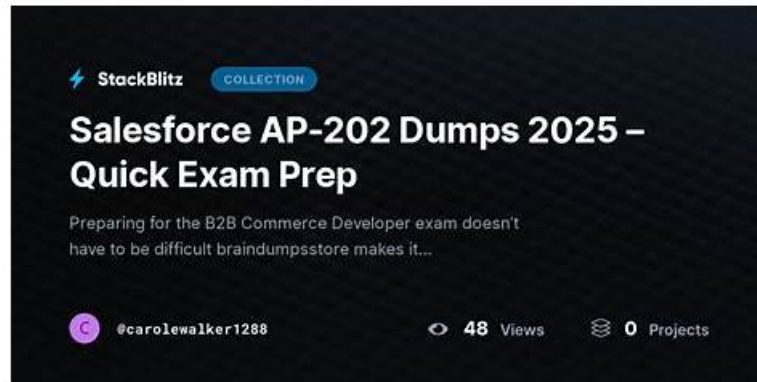 StackBlitz COLLECTION
Salesforce AP-202 Dumps 2025 –
Quick Exam Prep
Preparing for the B2B Commerce Developer exam doesn't
have to be difficult braindumpsstore makes it...
C @carolewalker1288 48 Views 0 Projects